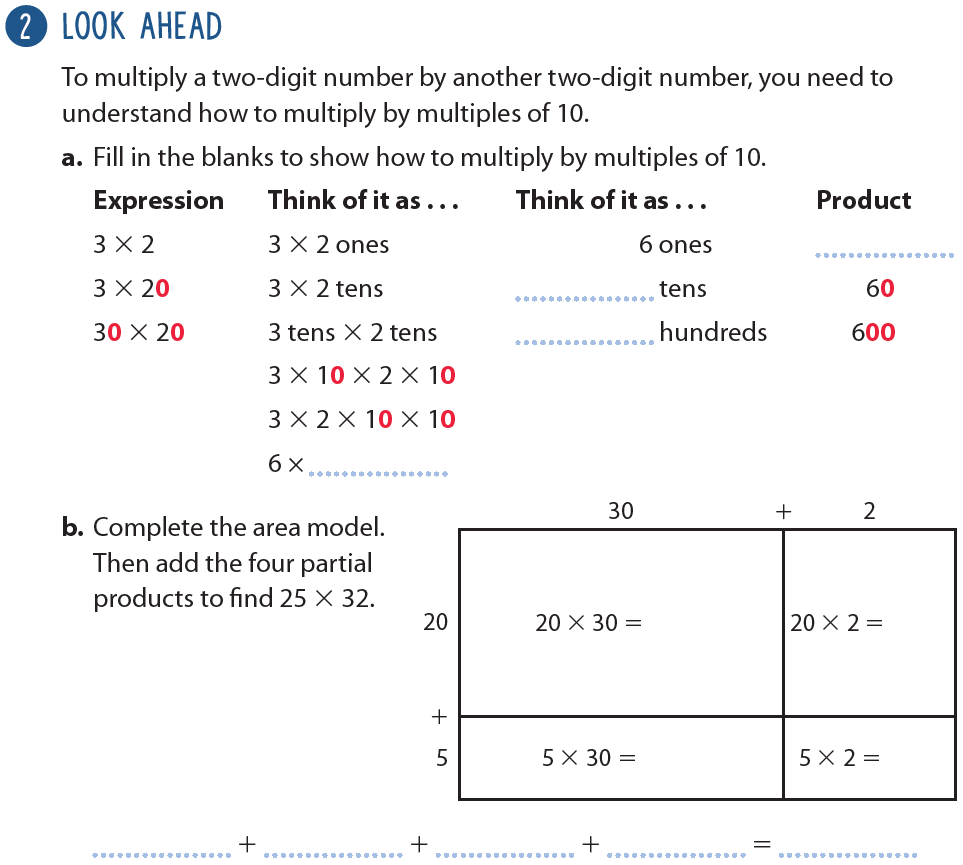 2 LOOK AHEAD
To multiply a two-digit number by another two-digit number, you need to
understand how to multiply by multiples of 10.
a. Fill in the blanks to show how to multiply by multiples of 10.
Expression Think of it as . . . Think of it as . . . Product
3 × 2 3 × 2 ones 6 ones
3 × 20 3 × 2 tens tens 60
30 × 20 3 tens × 2 tens hundreds 600
3 × 10 × 2 × 10
3 × 2 × 10 × 10
6 ×
b. Complete the area model.
Then add the four partial
products to find 25 × 32.
30 + 2
20 20 × 30 = 20 × 2 =
+
5 5 × 30 = 5 × 2 =
+ + + =